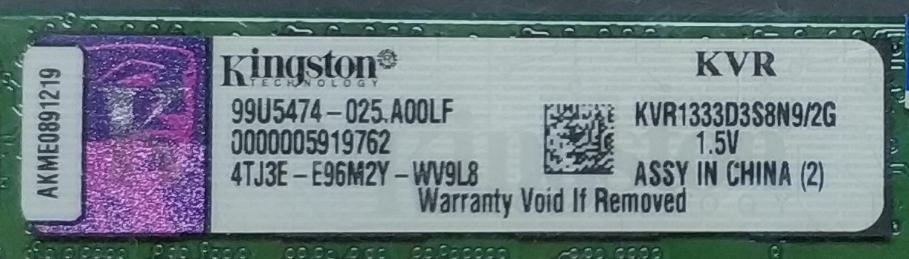 AKME0891219
Kingston
TECHNOLOGY
KVR
99U5474-025.A00LF
0000005919762
4TJ3E-E96M2Y-WV9L8
KVR1333D3S8N9/2G
1.5V
ASSY IN CHINA (2)
Warranty Void If Removed